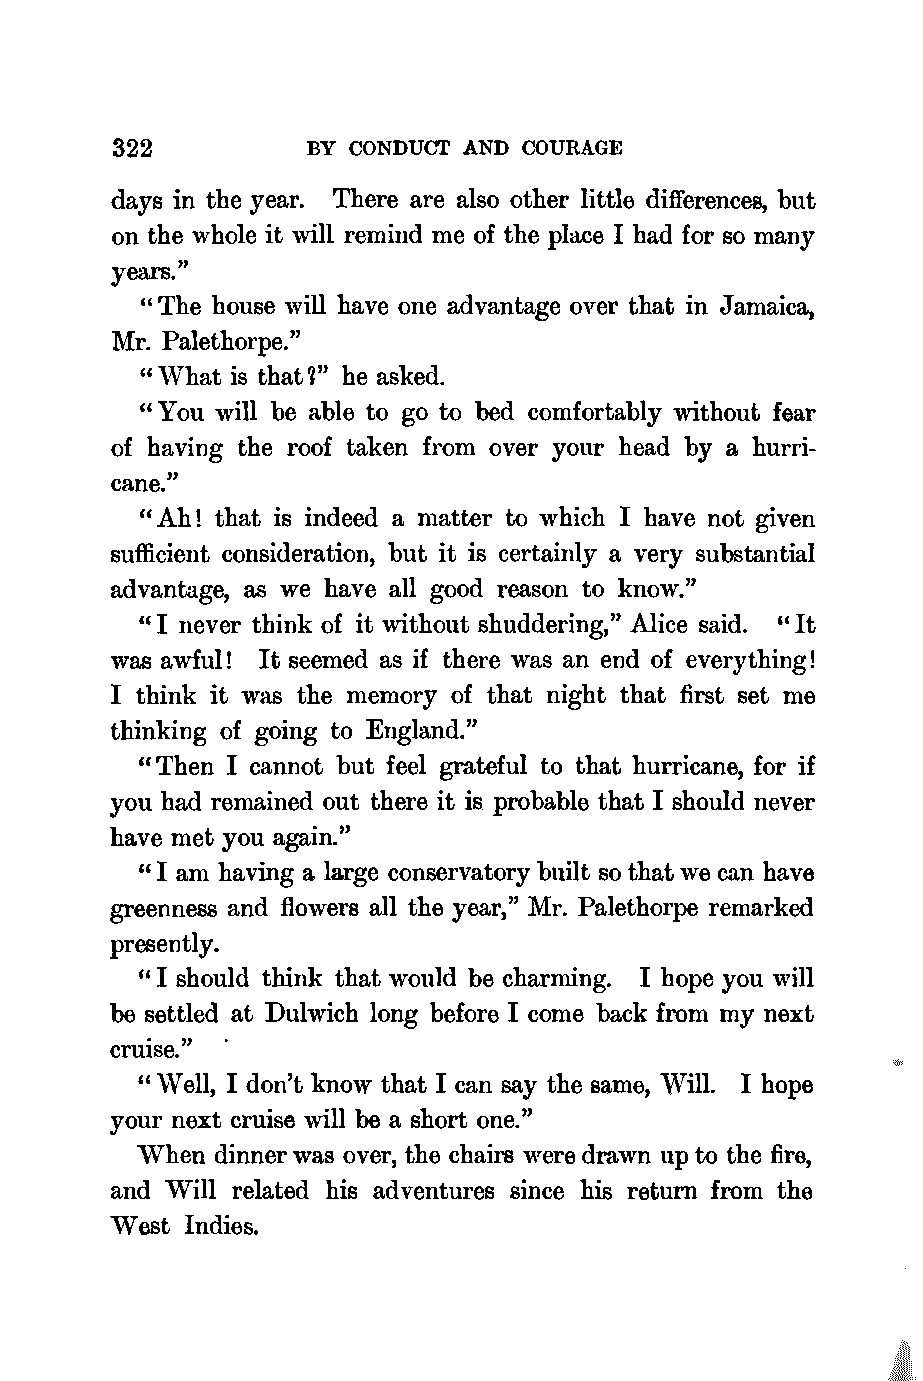 322 BY CONDUCT AND COURAGE
days in the year. There are also other little differences, but
on the whole it will remind me of the place I had for so many
years."
"The house will have one advantage over that in Jamaica,
Mr. Palethorpe."
"What is that?" he asked.
"You will be able to go to bed comfortably without fear
of having the roof taken from over your head by a hurri-
cane."
"Ah! that is indeed a matter to which I have not given
sufficient consideration, but it is certainly a very substantial
advantage, as we have all good reason to know."
"I never think of it without shuddering," Alice said. "It
was awful! It seemed as if there was an end of everything!
I think it was the memory of that night that first set me
thinking of going to England."
"Then I cannot but feel grateful to that hurricane, for if
you had remained out there it is probable that I should never
have met you again."
"I am having a large conservatory built so that we can have
greenness and flowers all the year," Mr. Palethorpe remarked
presently.
"I should think that would be charming. I hope you will
be settled at Dulwich long before I come back from my next
cruise."
"Well, I don't know that I can say the same, Will. I hope
your next cruise will be a short one."
When dinner was over, the chairs were drawn up to the fire,
and Will related his adventures since his return from the
West Indies.